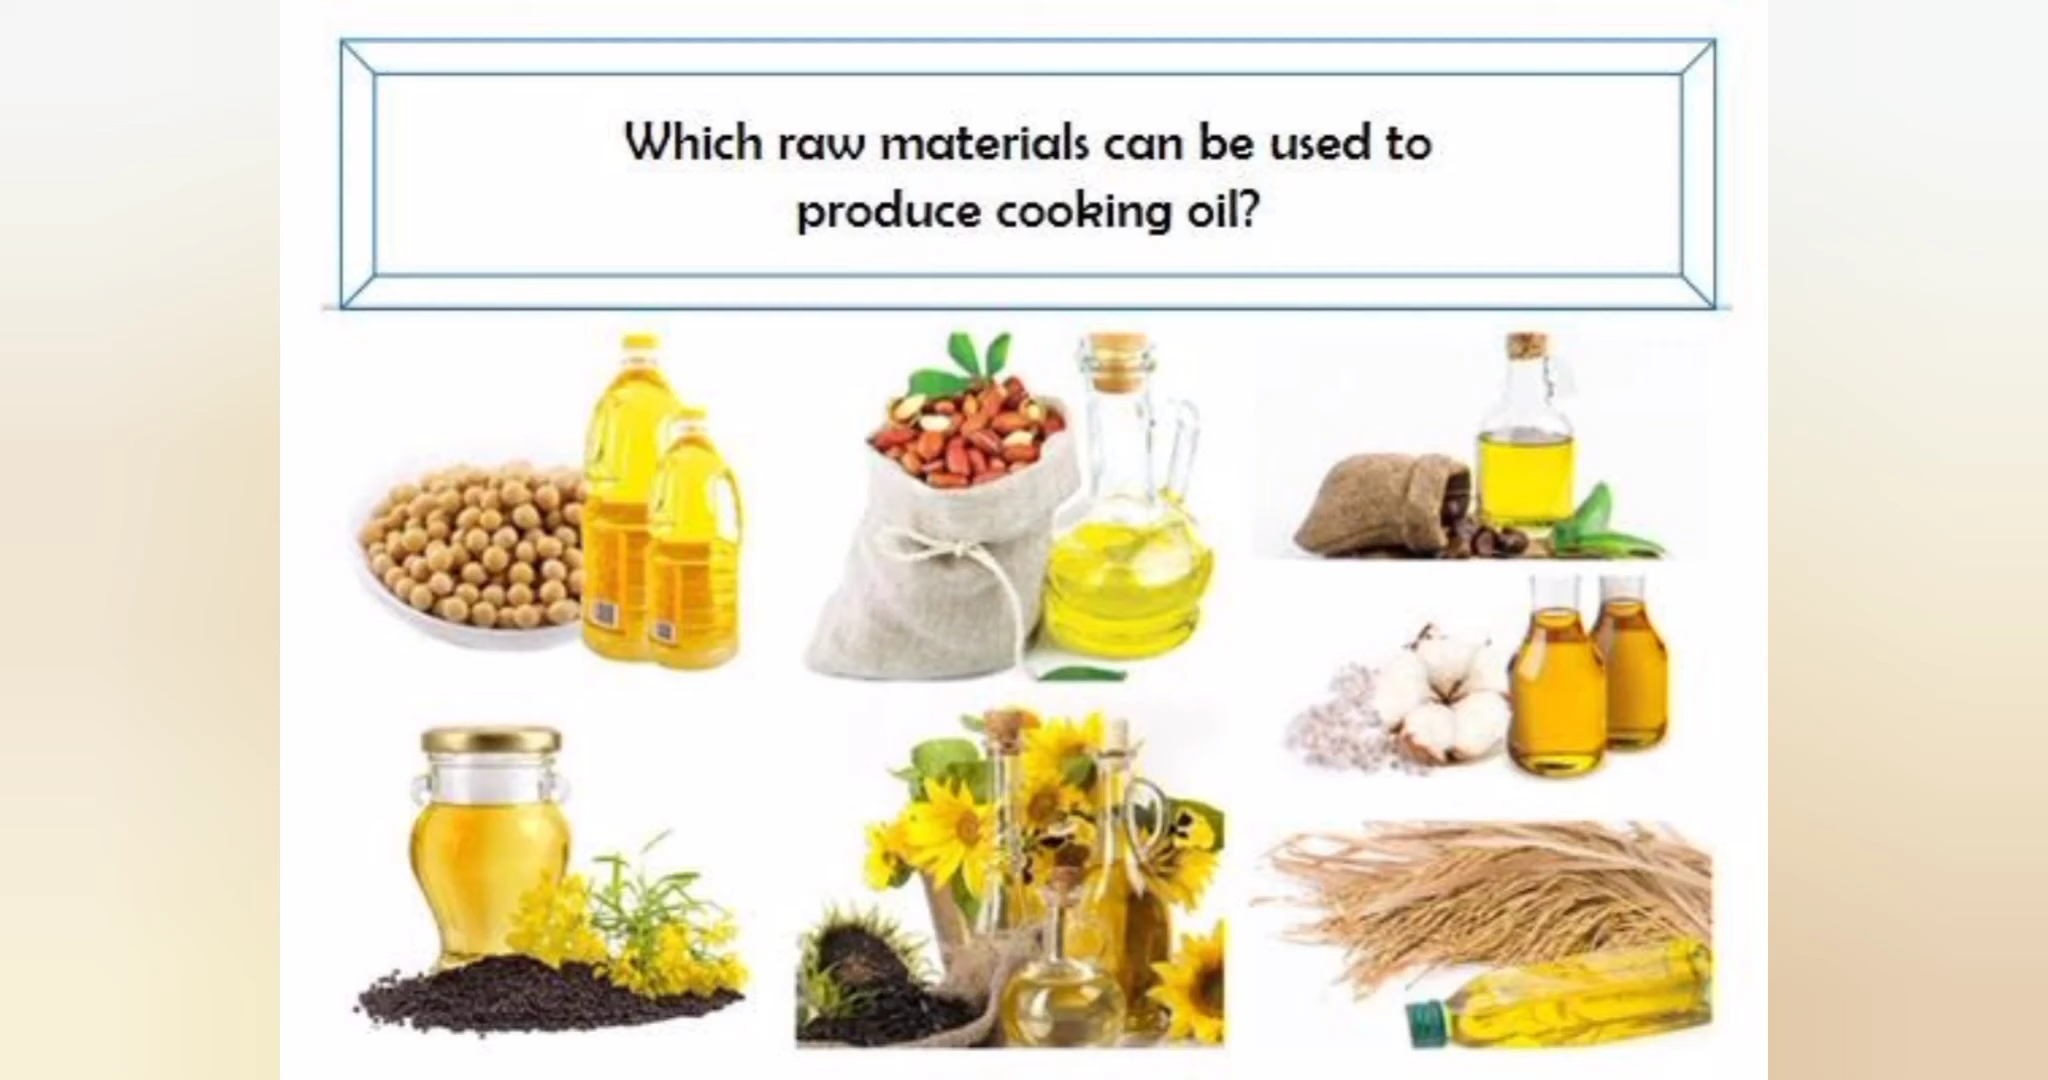 Which raw materials can be used to
produce cooking oil?